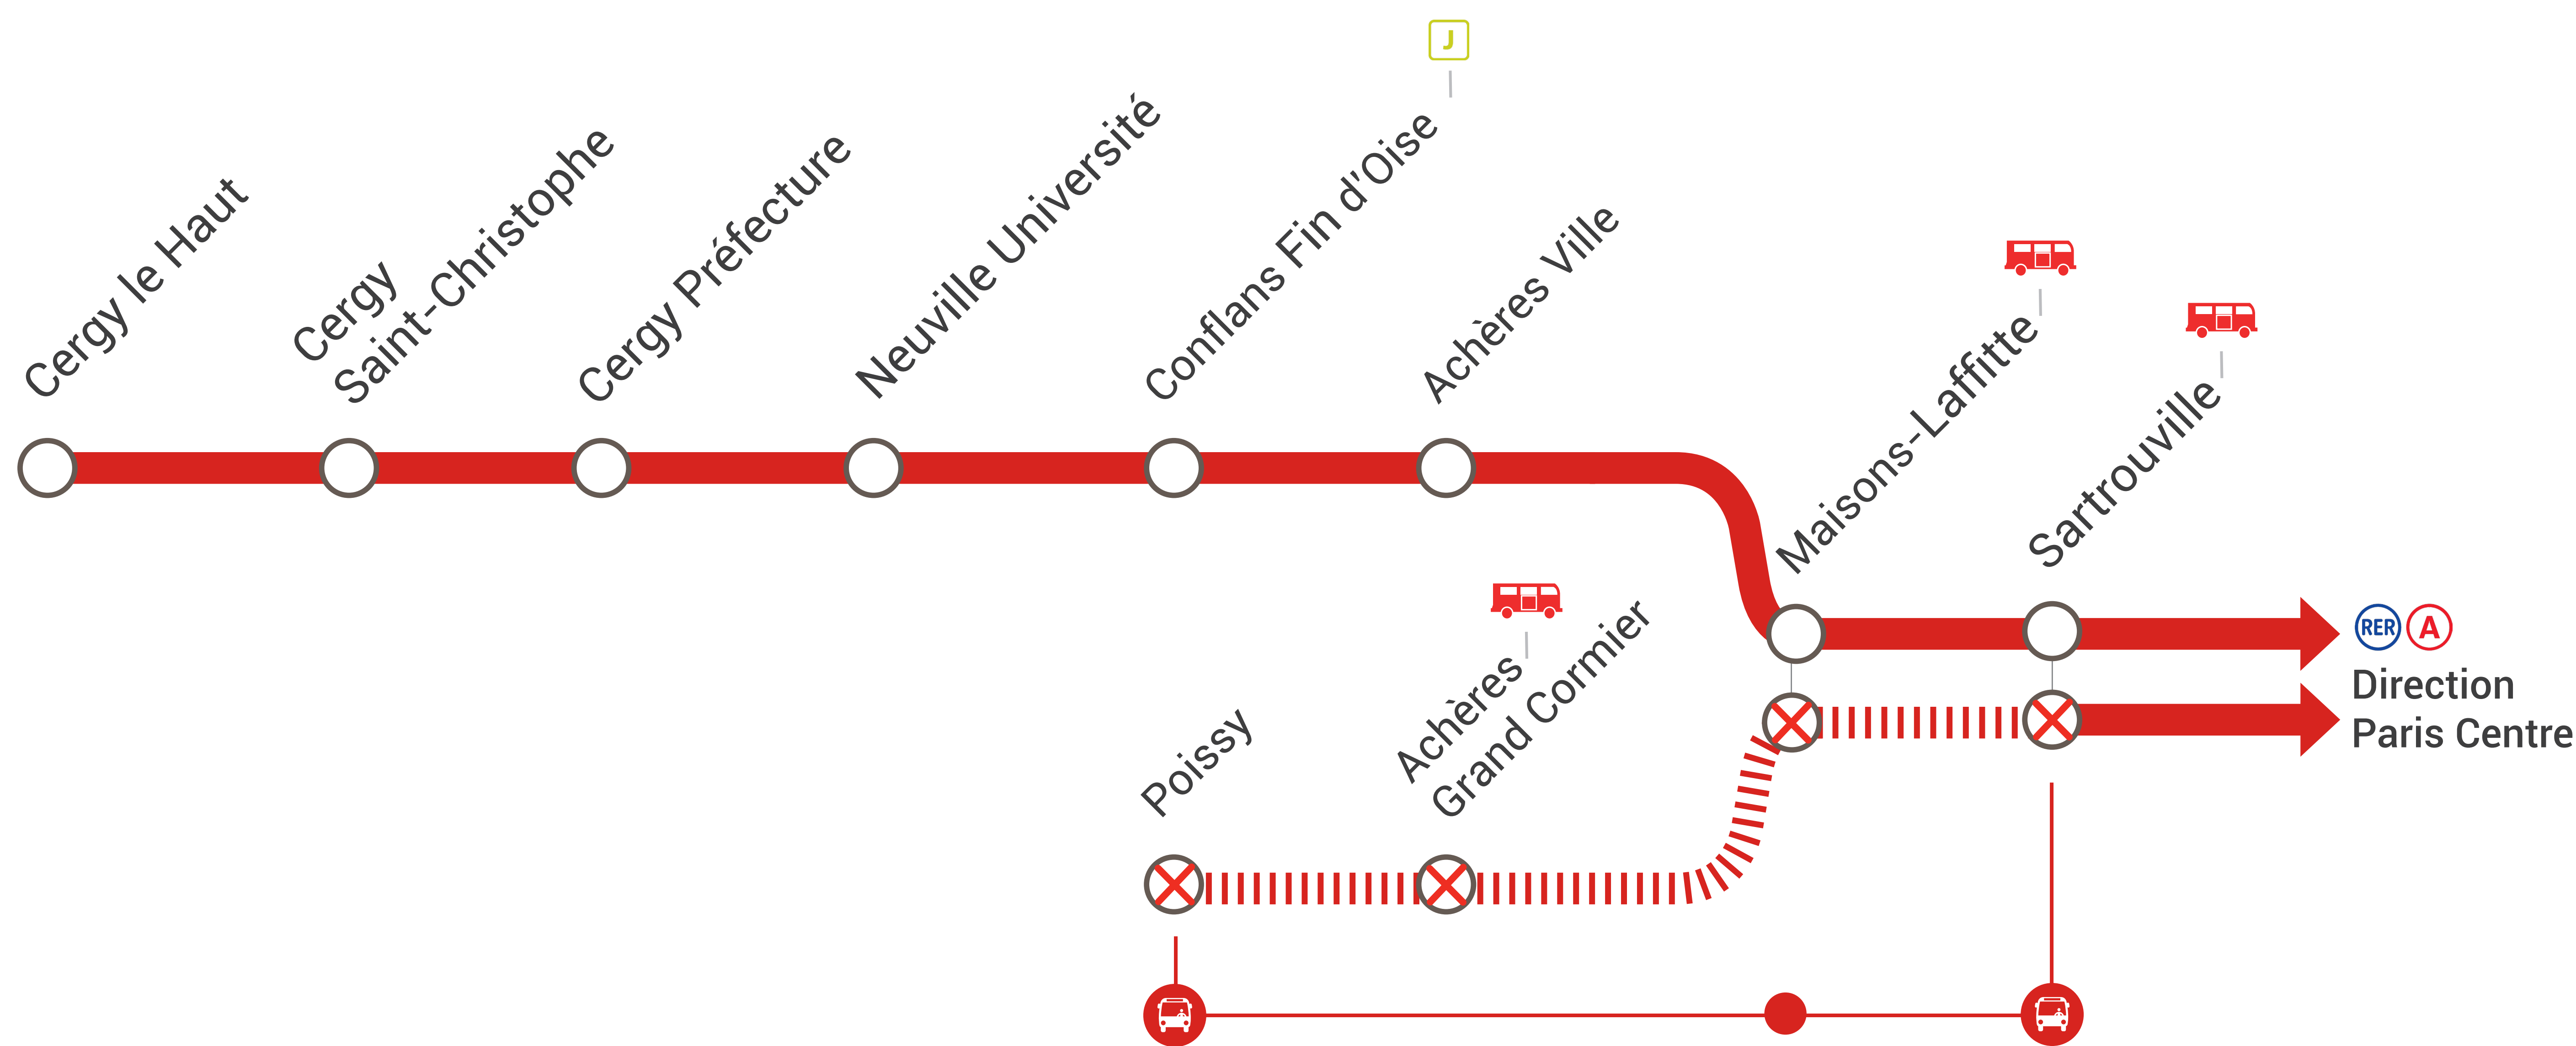 J
Cergy le Haut
Cergy
Saint-Christophe
Cergy Préfecture
Neuville Université
Conflans Fin d'Oise
Achères Ville
Maisons-Laffitte
Sartrouville
RER A
Direction
Paris Centre
Poissy
Achères
Grand Cormier